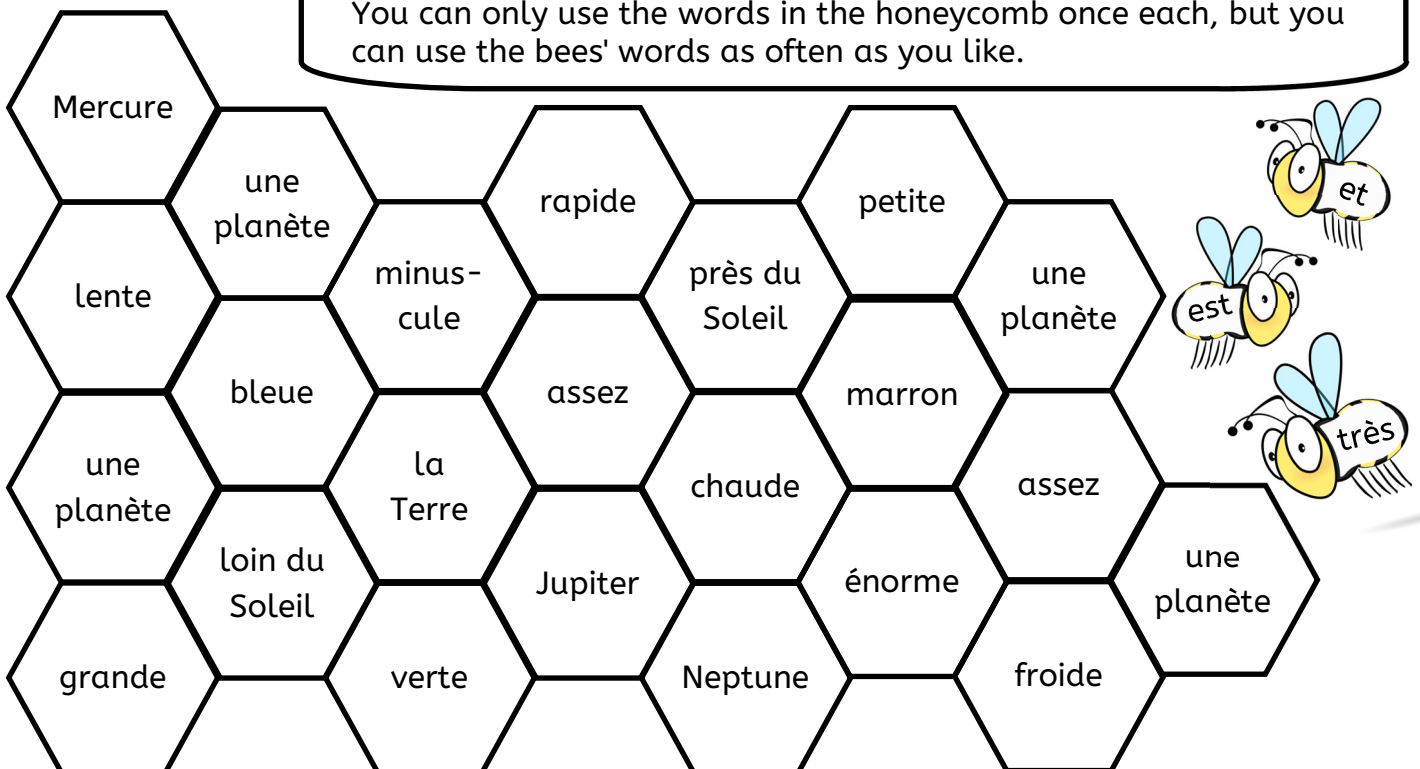 You can only use the words in the honeycomb once each, but you
can use the bees' words as often as you like.
Mercure
une
planète
rapide
petite
et
lente
minus-
cule
près du
Soleil
une
planète
est
bleue
assez
marron
très
une
planète
la
Terre
chaude
assez
loin du
Soleil
Jupiter
énorme
une
planète
grande
verte
Neptune
froide